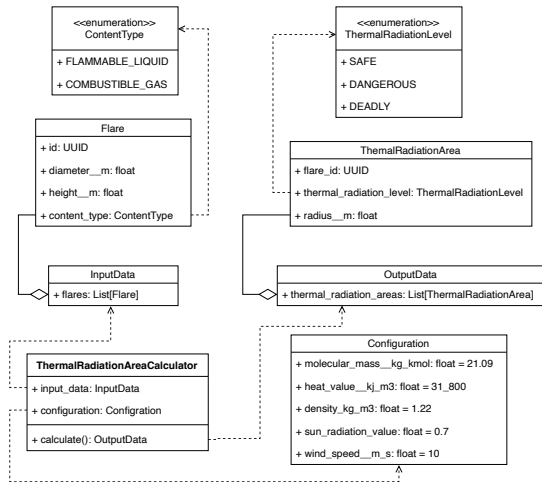 <<enumeration>>
ContentType
+ FLAMMABLE_LIQUID
+ COMBUSTIBLE_GAS
<<enumeration>>
ThermalRadiationLevel
+ SAFE
+ DANGEROUS
+ DEADLY
Flare
+ id: UUID
+ diameter__m: float
+ height__m: float
+ content_type: ContentType
ThemalRadiationArea
+ flare_id: UUID
+ thermal_radiation_level: ThermalRadiationLevel
+ radius__m: float
InputData
+ flares: List[Flare]
OutputData
+ thermal_radiation_areas: List[ThermalRadiationArea]
ThermalRadiationAreaCalculator
+ input_data: InputData
+ configuration: Configration
+ calculate(): OutputData
Configuration
+ molecular_mass__kg_kmol: float = 21.09
+ heat_value__kj_m3: float = 31_800
+ density_kg_m3: float = 1.22
+ sun_radiation_value: float = 0.7
+ wind_speed__m_s: float = 10